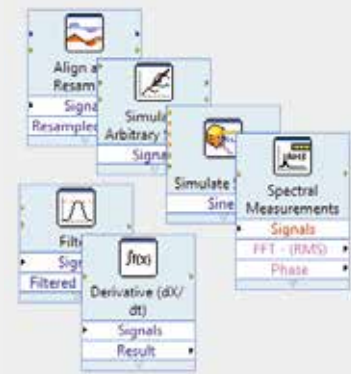 Align a
Resam
Signa
Resampled
Simula
Arbitrary
Signa
Simulate S
Sine
Spectral
Measurements
Signals
FFT - (RMS)
Phase
Filt
Sign
Filtered
f(x)
Derivative (dX/
dt)
Signals
Result